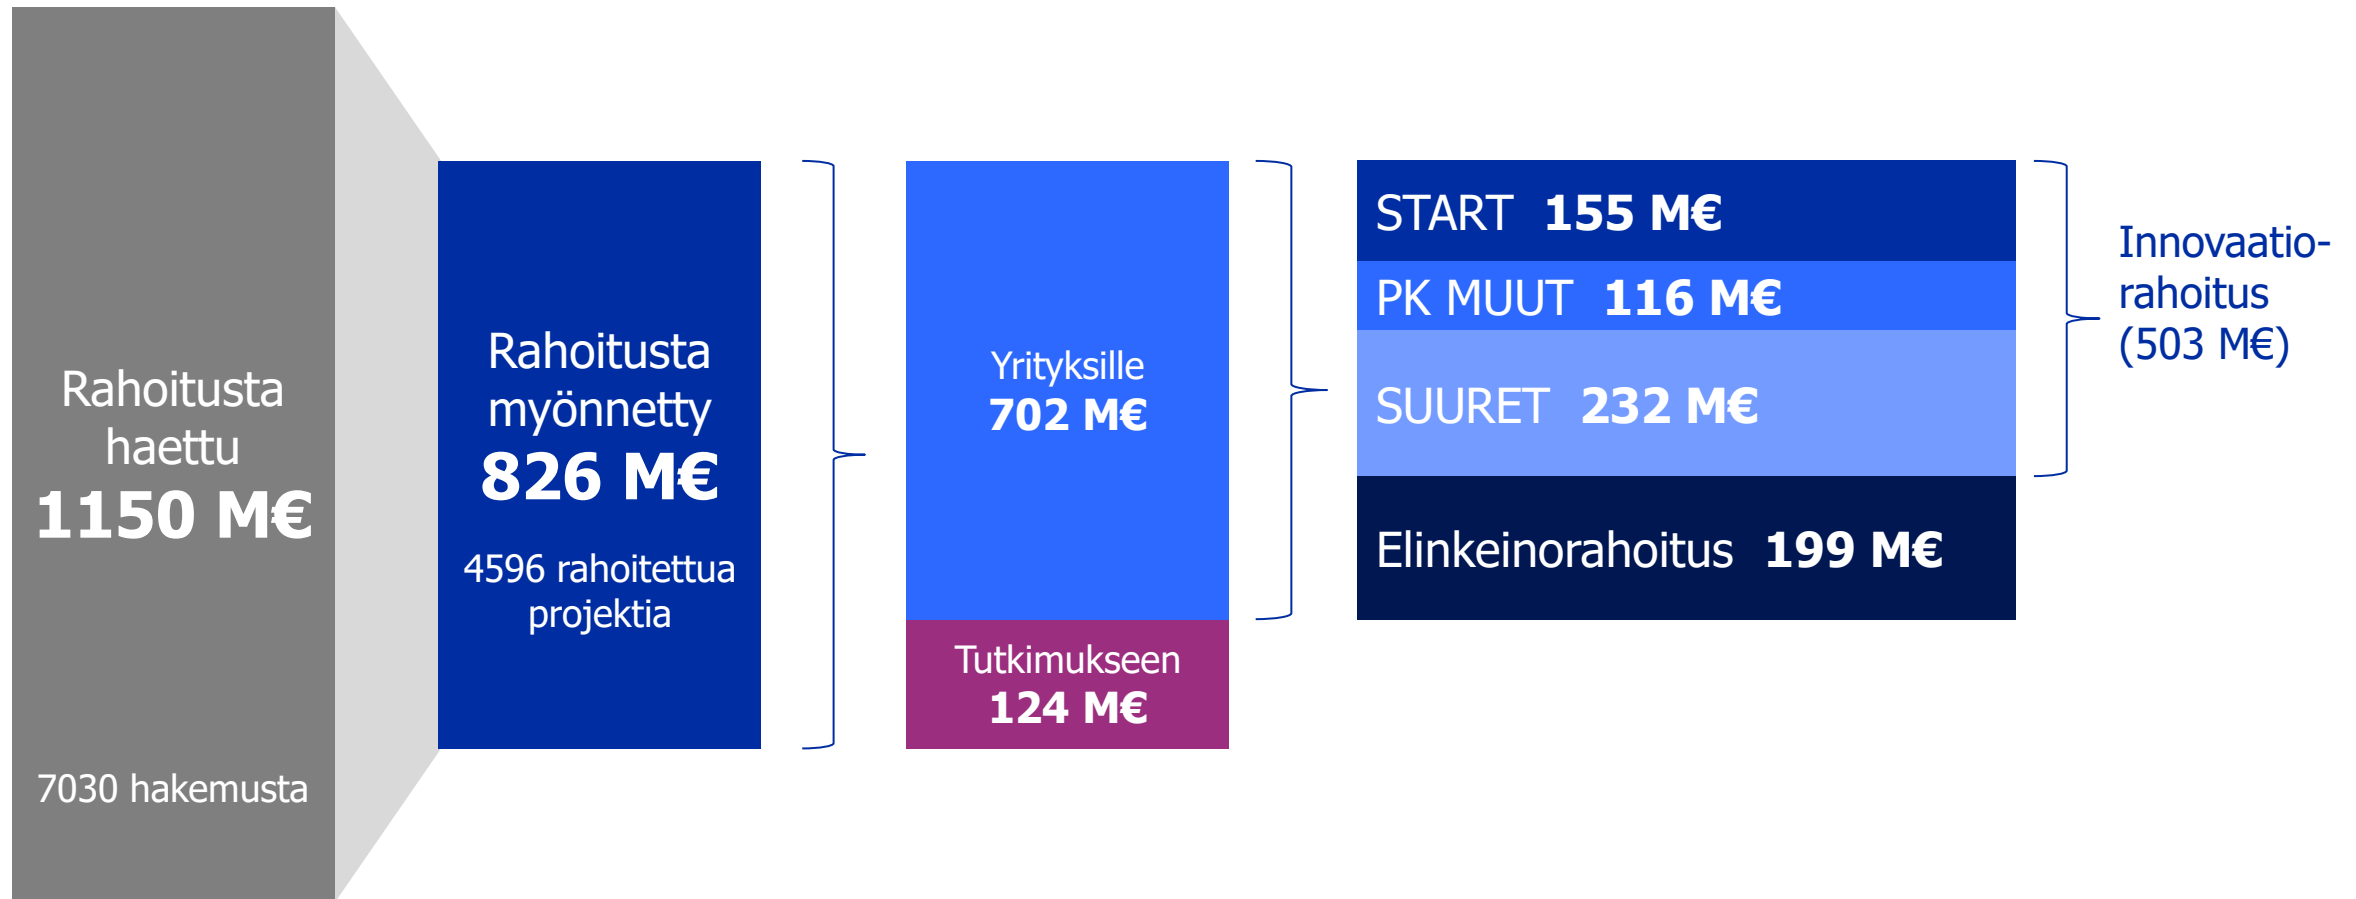 Rahoitusta
haettu
1150 M€
7030 hakemusta
Rahoitusta
myönnetty
826 M€
4596 rahoitettua
projektia
Yrityksille
702 M€
Tutkimukseen
124 M€
START 155 M€
PK MUUT 116 M€
SUURET 232 M€
Elinkeinorahoitus 199 M€
Innovaatio-
rahoitus
(503 M€)